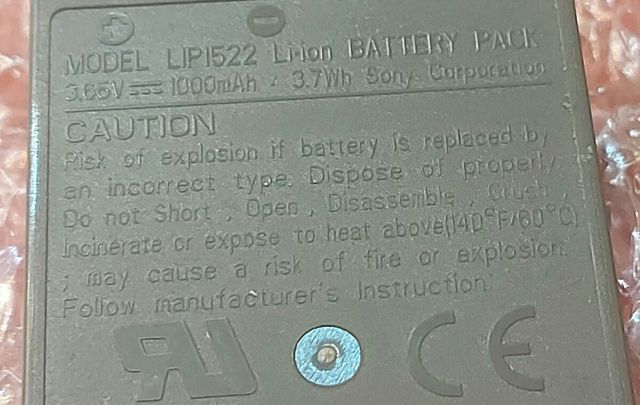 + -
MODEL LIP1522 Li-ion BATTERY PACK
3.65V⎓1000mAh / 3.7Wh Sony Corporation
CAUTION
Risk of explosion if battery is replaced by
an incorrect type. Dispose of properly.
Do not Short , Open , Disassemble , Crush ,
Incinerate or expose to heat above(140°F/60°C)
; may cause a risk of fire or explosion.
Follow manufacturer's Instruction.
RU CE